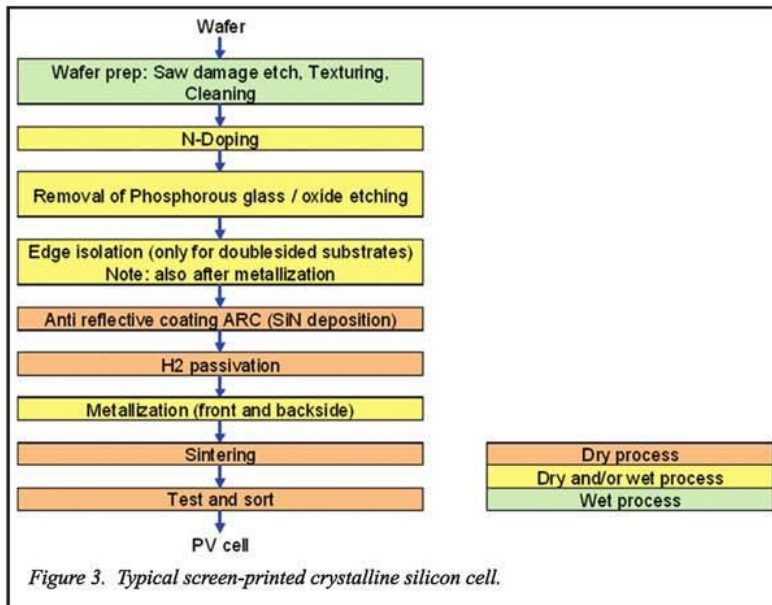 Wafer
Wafer prep: Saw damage etch, Texturing,
Cleaning
N-Doping
Removal of Phosphorous glass / oxide etching
Edge isolation (only for doublesided substrates)
Note: also after metallization
Anti reflective coating ARC (SiN deposition)
H2 passivation
Metallization (front and backside)
Sintering
Test and sort
PV cell
Dry process
Dry and/or wet process
Wet process
Figure 3. Typical screen-printed crystalline silicon cell.